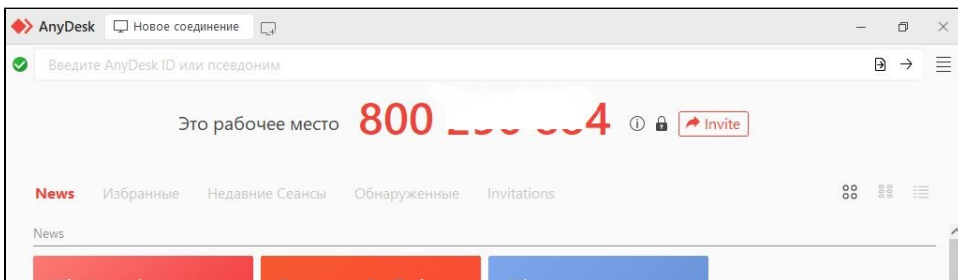 AnyDesk Новое соединение
Введите AnyDesk ID или псевдоним
Это рабочее место 800 Invite
News Избранные Недавние Сеансы Обнаруженные Invitations
News